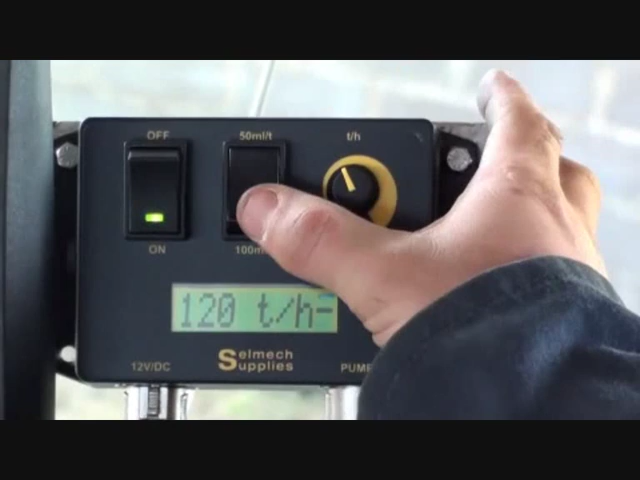 OFF
50ml/t
t/h
ON
120 t/h-
12V/DC
Selmech
Supplies